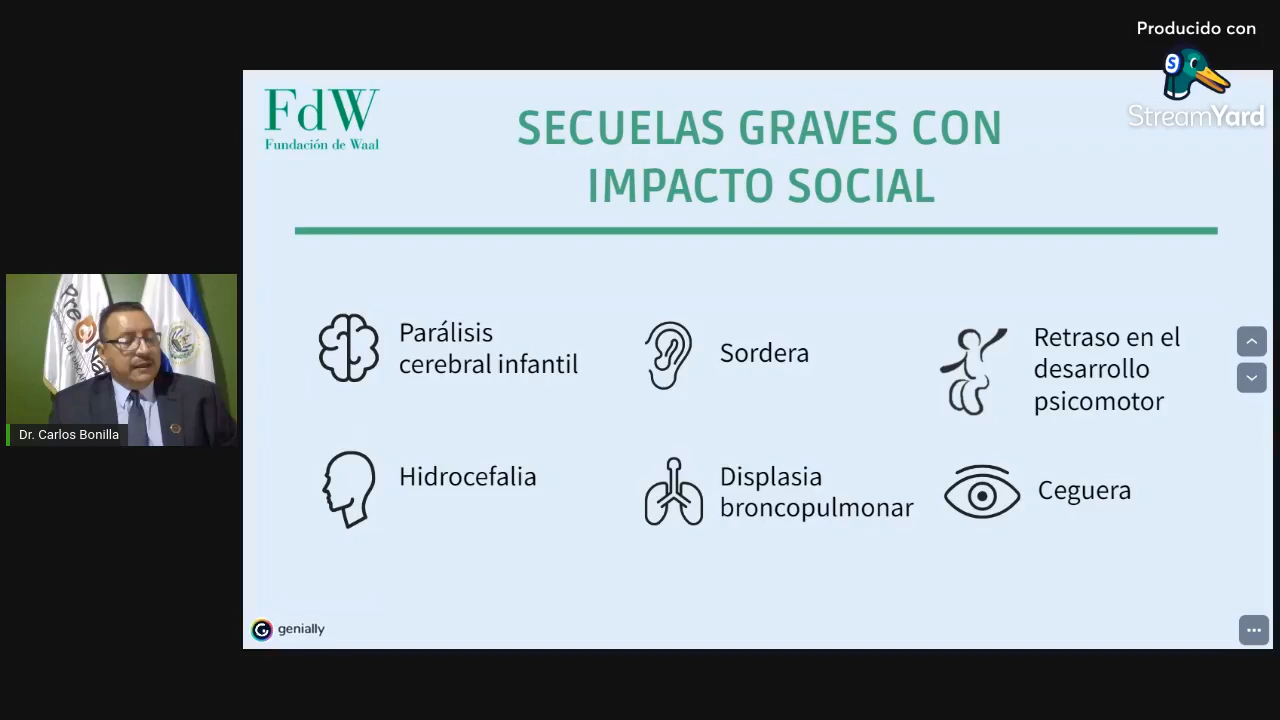 Producido con
StreamYard
FdW
Fundación de Waal
SECUELAS GRAVES CON
IMPACTO SOCIAL
Parálisis
cerebral infantil
Sordera
Retraso en el
desarrollo
psicomotor
Hidrocefalia
Displasia
broncopulmonar
Ceguera
Dr. Carlos Bonilla
genially